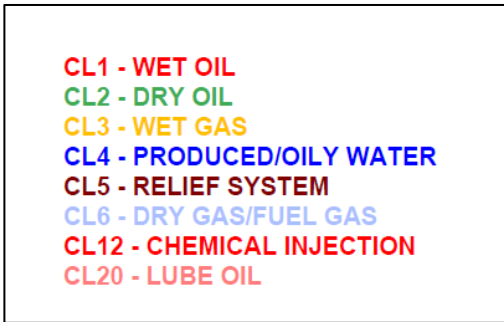 CL1 - WET OIL
CL2 - DRY OIL
CL3 - WET GAS
CL4 - PRODUCED/OILY WATER
CL5 - RELIEF SYSTEM
CL6 - DRY GAS/FUEL GAS
CL12 - CHEMICAL INJECTION
CL20 - LUBE OIL